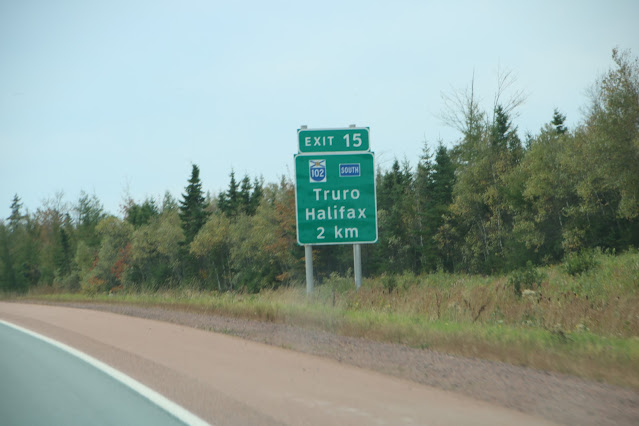 EXIT 15
102 SOUTH
Truro
Halifax
2 km